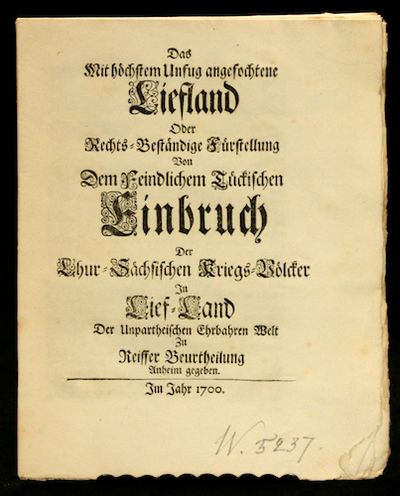 Das
Mit höchstem Unfug angefochtene
Liefland
Oder
Rechts-Beständige Fürstellung
Von
Dem Feindlichem Tückischen
Einbruch
Der
Chur-Sächsischen Kriegs-Völcker
In
Lief-Land
Der Unpartheischen Ehrbahren Welt
Zu
Reiffer Beurtheilung
Anheim gegeben.
Im Jahr 1700.
W. 5237.